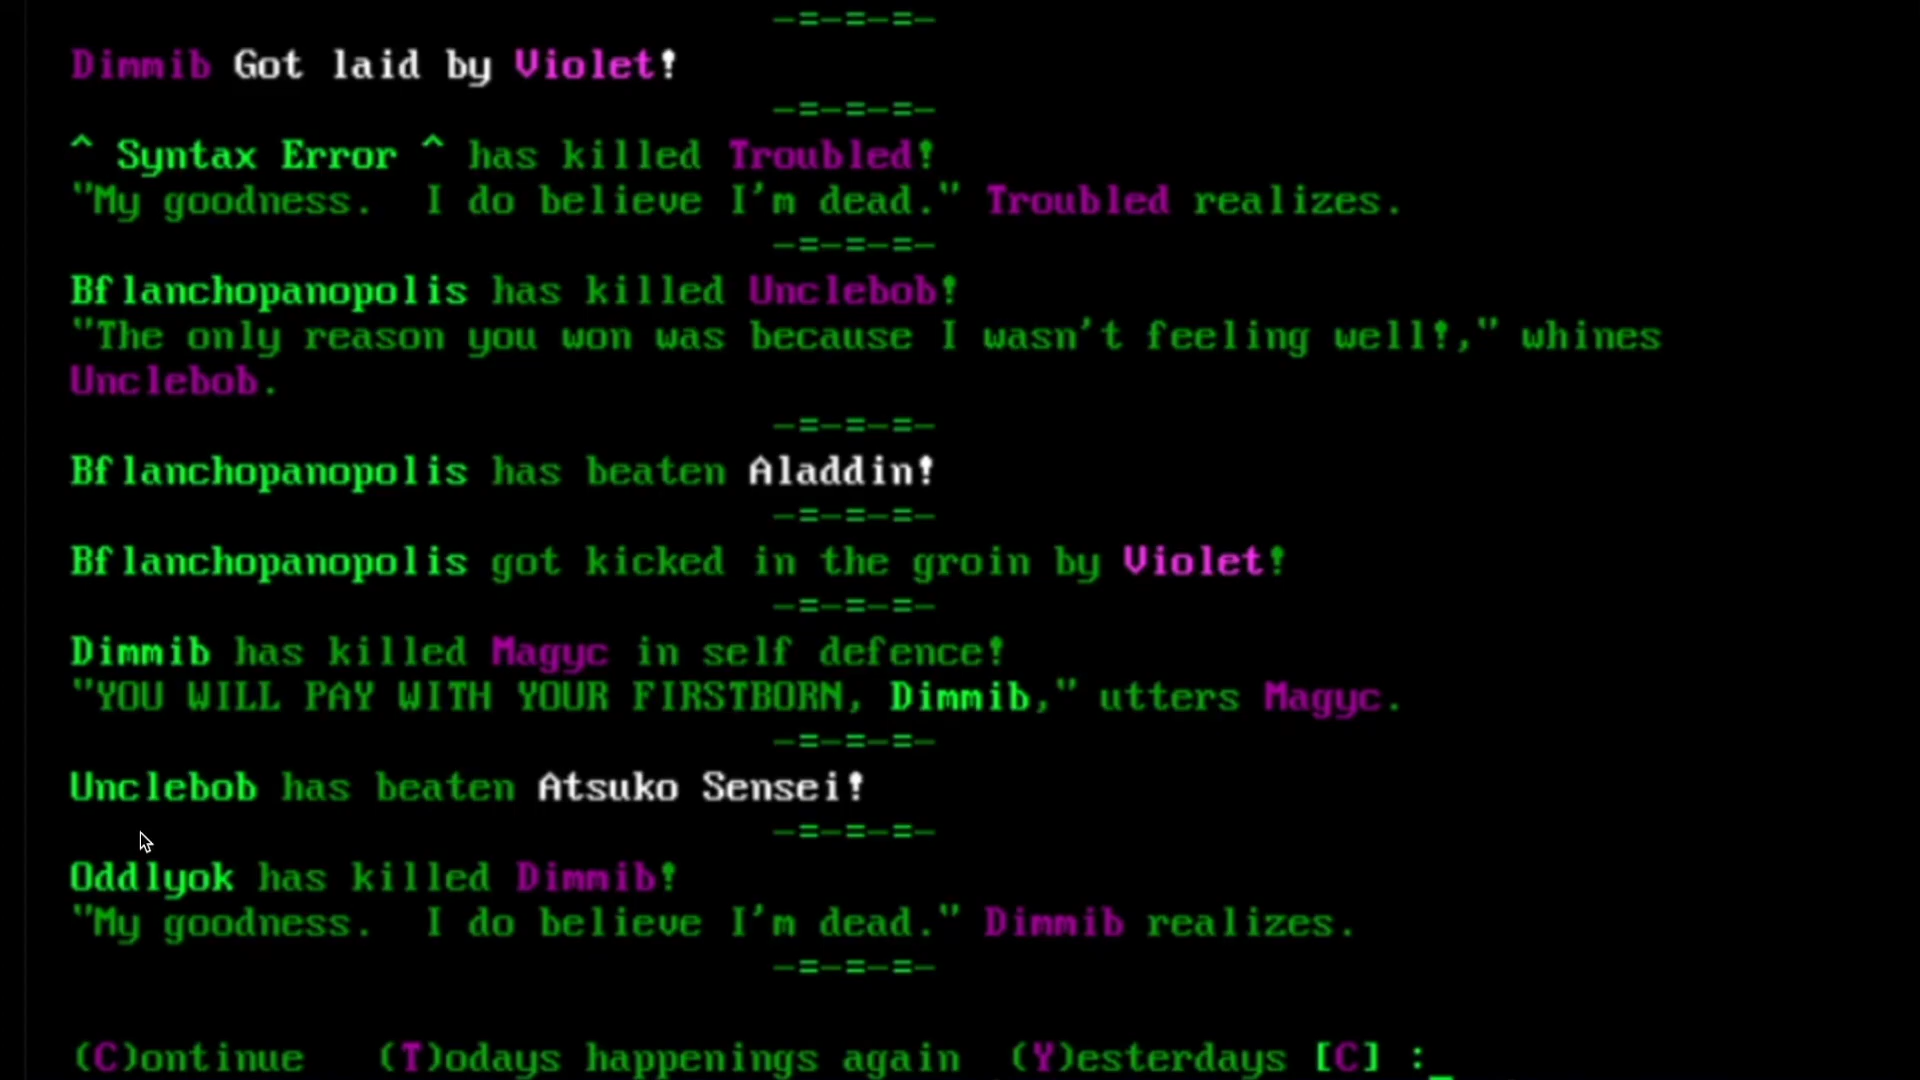 -=-=-=-
Dimmib Got laid by Violet!
-=-=-=-
^ Syntax Error ^ has killed Troubled!
"My goodness.  I do believe I'm dead." Troubled realizes.
-=-=-=-
Bflanchopanopolis has killed Unclebob!
"The only reason you won was because I wasn't feeling well!," whines
Unclebob.
-=-=-=-
Bflanchopanopolis has beaten Aladdin!
-=-=-=-
Bflanchopanopolis got kicked in the groin by Violet!
-=-=-=-
Dimmib has killed Magyc in self defence!
"YOU WILL PAY WITH YOUR FIRSTBORN, Dimmib," utters Magyc.
-=-=-=-
Unclebob has beaten Atsuko Sensei!
-=-=-=-
Oddlyok has killed Dimmib!
"My goodness.  I do believe I'm dead." Dimmib realizes.
-=-=-=-
(C)ontinue   (T)odays happenings again  (Y)esterdays [C] :_